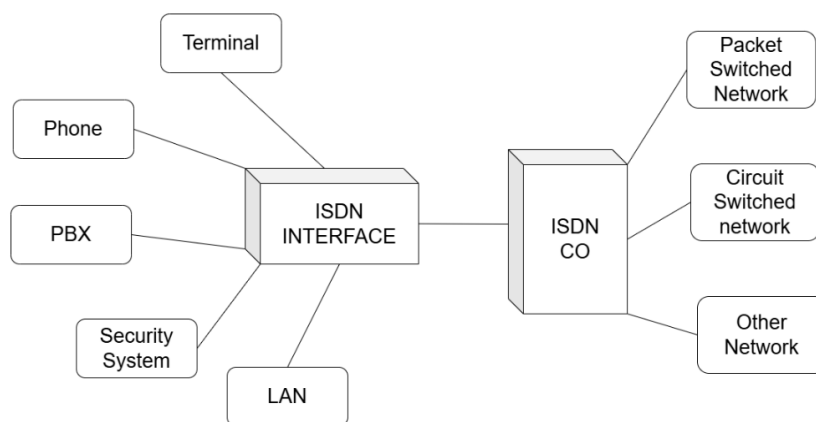 Terminal
Phone
PBX
Security
System
LAN
ISDN
INTERFACE
ISDN
CO
Packet
Switched
Network
Circuit
Switched
network
Other
Network